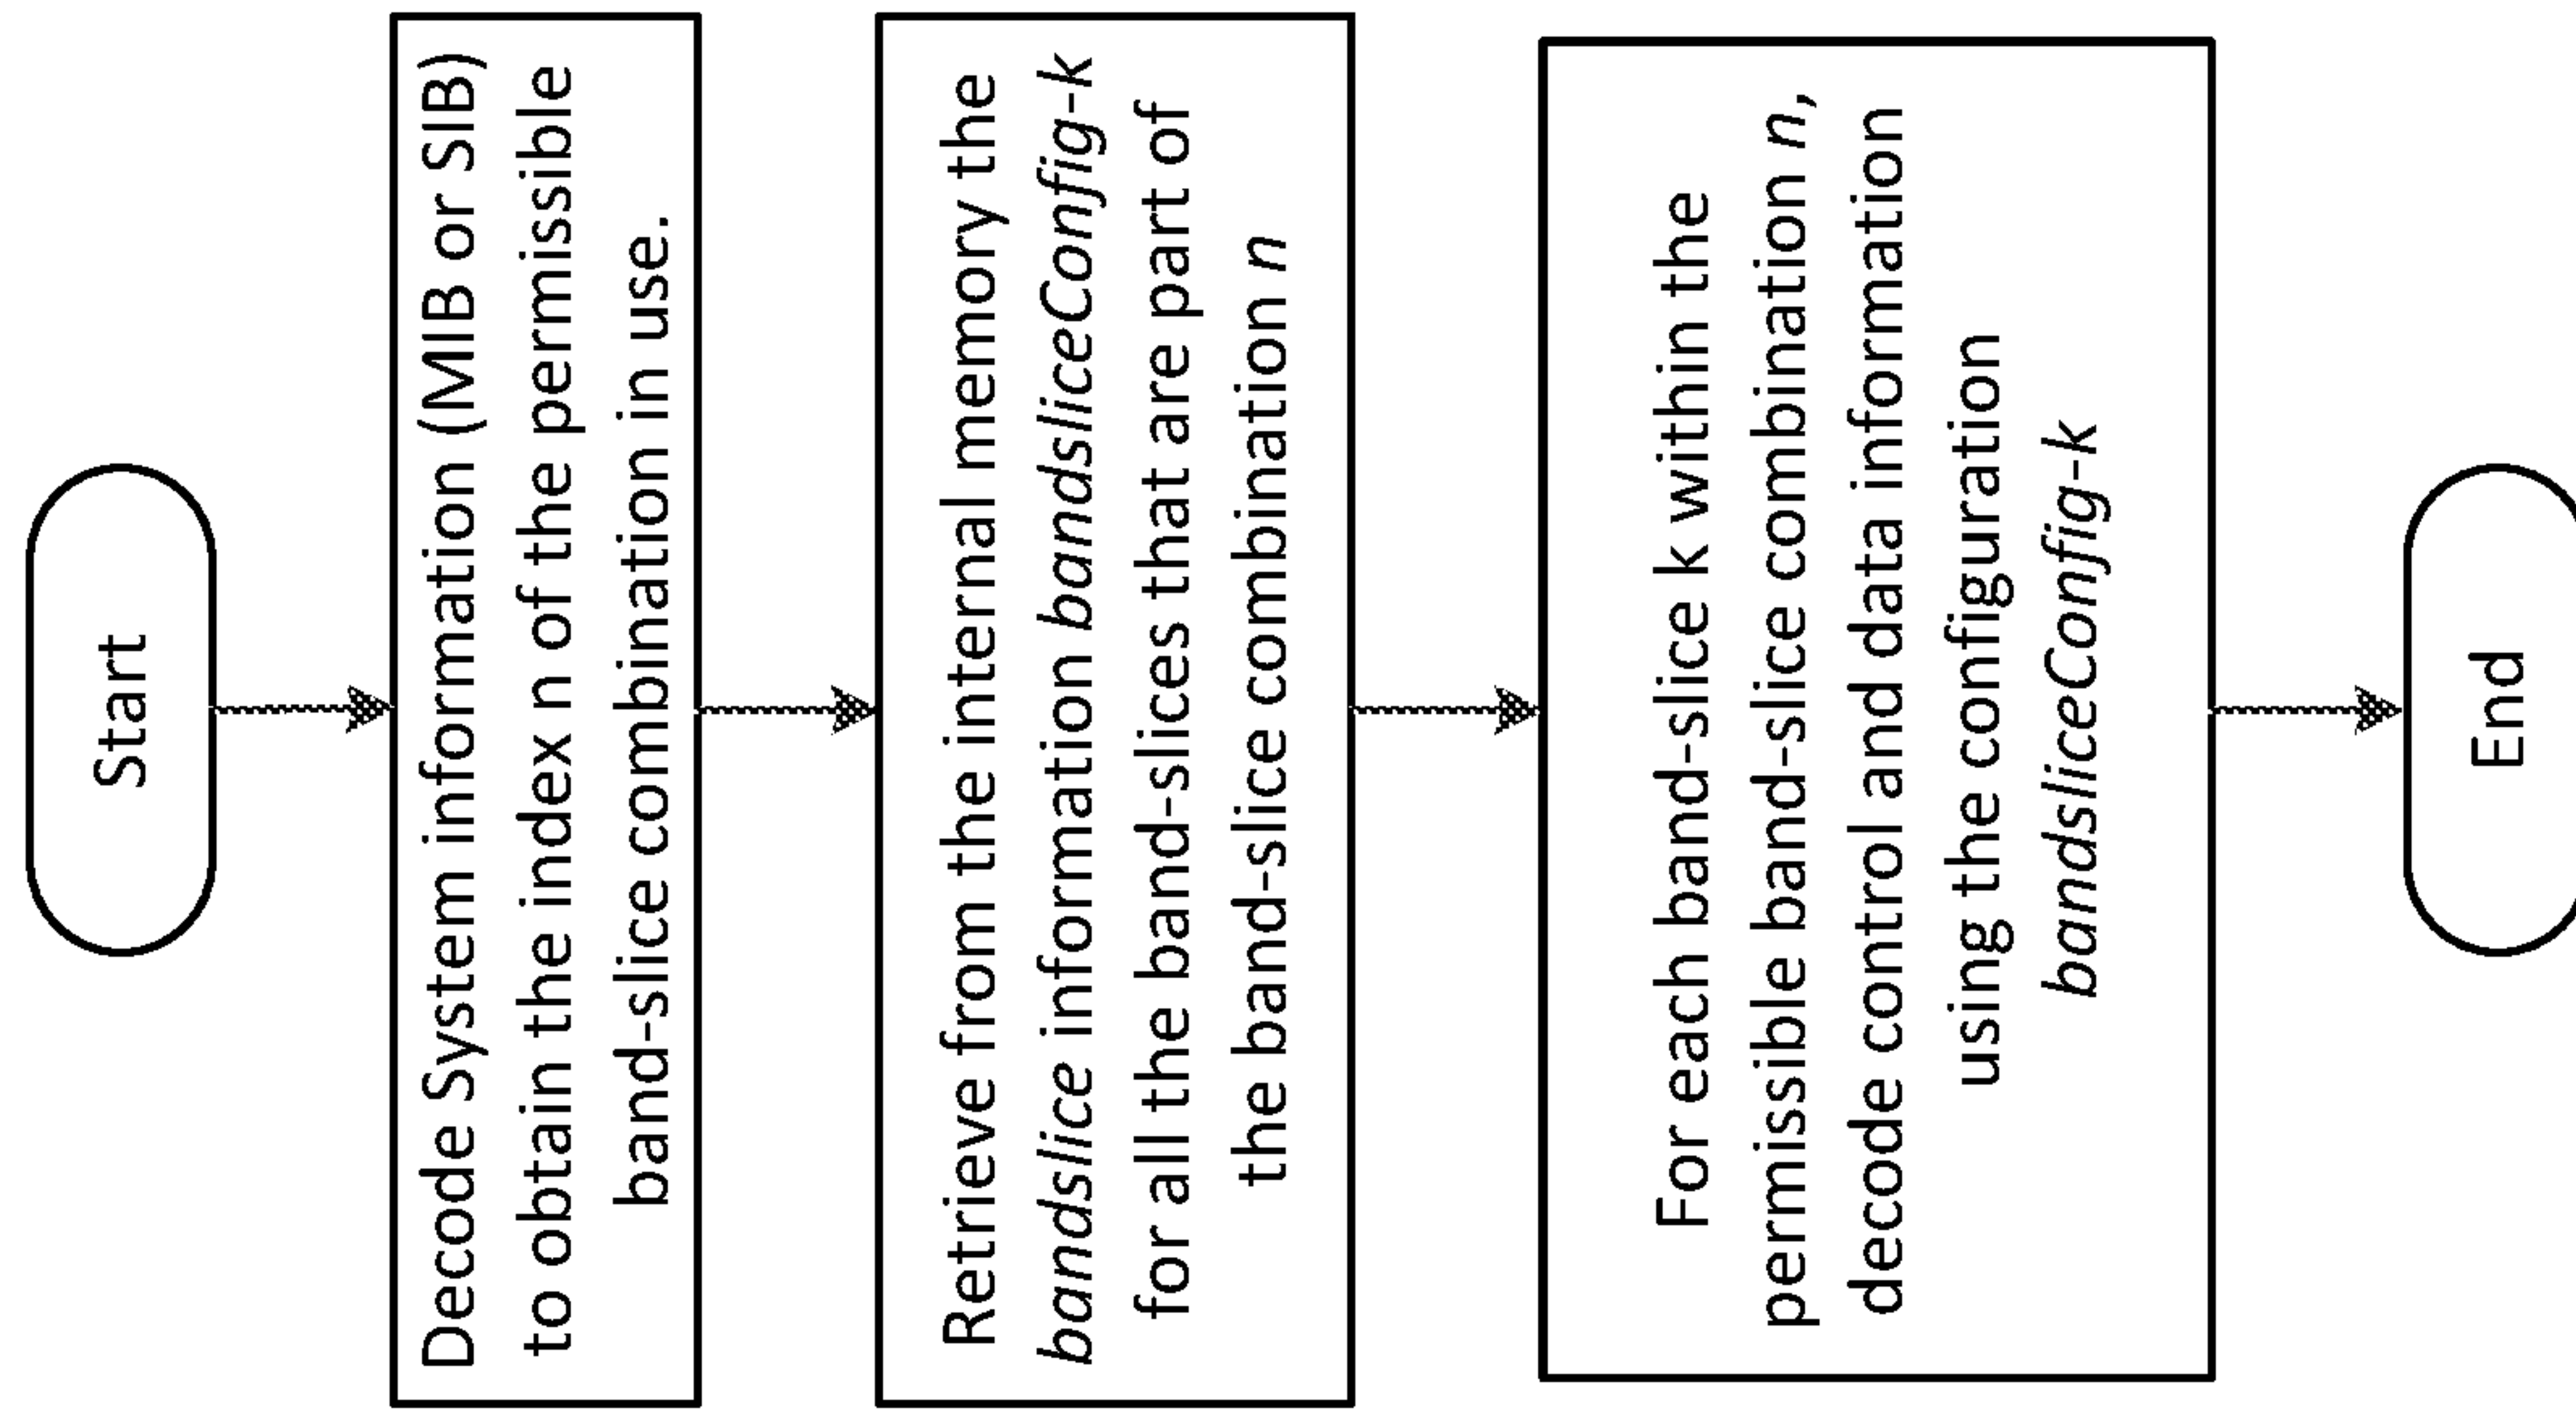 Start
Decode System information (MIB or SIB)
to obtain the index n of the permissible
band-slice combination in use.
Retrieve from the internal memory the
bandslice information bandsliceConfig-k
for all the band-slices that are part of
the band-slice combination n
For each band-slice k within the
permissible band-slice combination n,
decode control and data information
using the configuration
bandsliceConfig-k
End